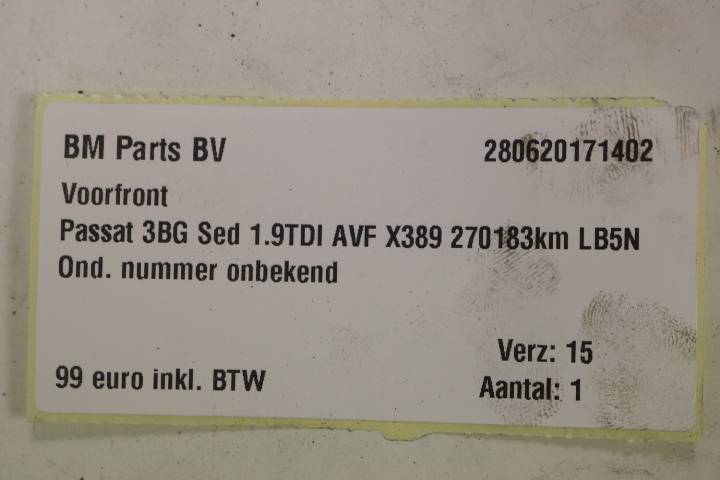 BM Parts BV 280620171402
Voorfront
Passat 3BG Sed 1.9TDI AVF X389 270183km LB5N
Ond. nummer onbekend
Verz: 15
99 euro inkl. BTW Aantal: 1